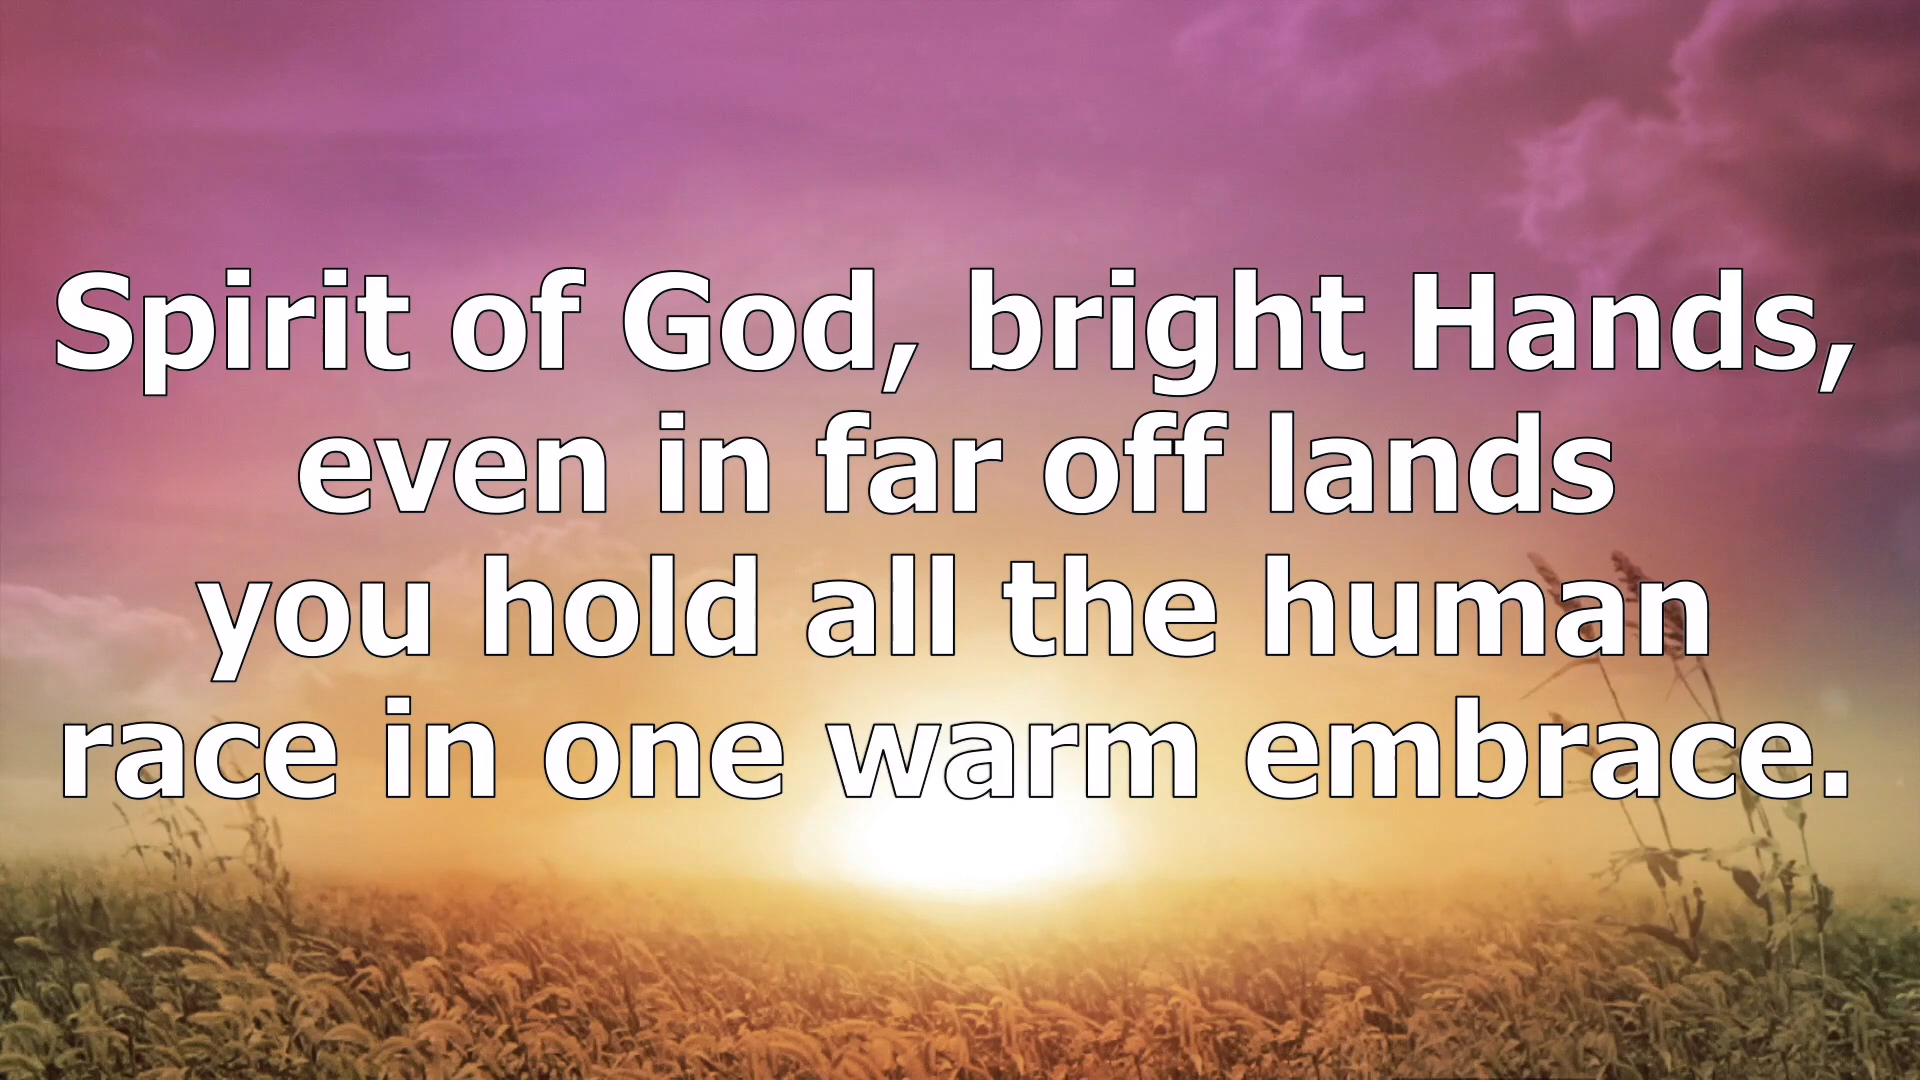 Spirit of God, bright Hands,
even in far off lands
you hold all the human
race in one warm embrace.